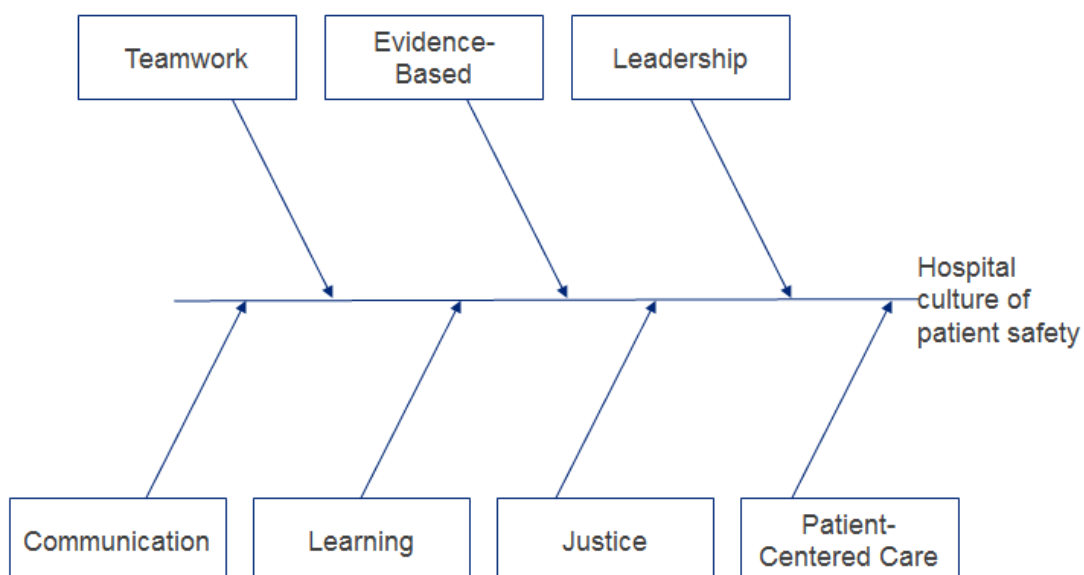 Teamwork
Evidence-
Based
Leadership
Hospital
culture of
patient safety
Communication
Learning
Justice
Patient-
Centered Care